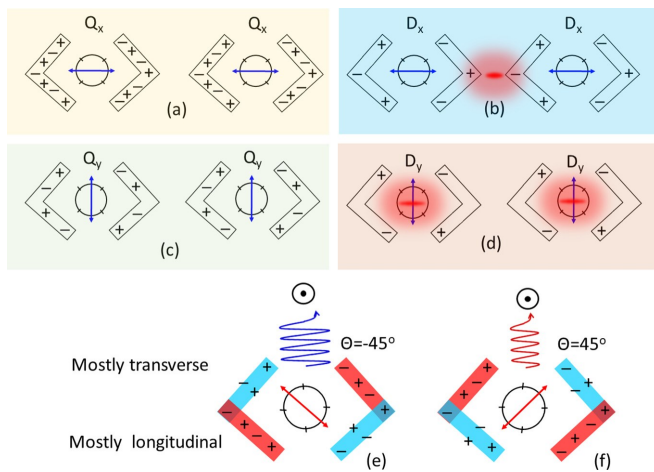 Qx Qx
(a)
Dx Dx
(b)
Qy Qy
(c)
Dy Dy
(d)
Θ=-45° Θ=45°
Mostly transverse
Mostly longitudinal
(e) (f)